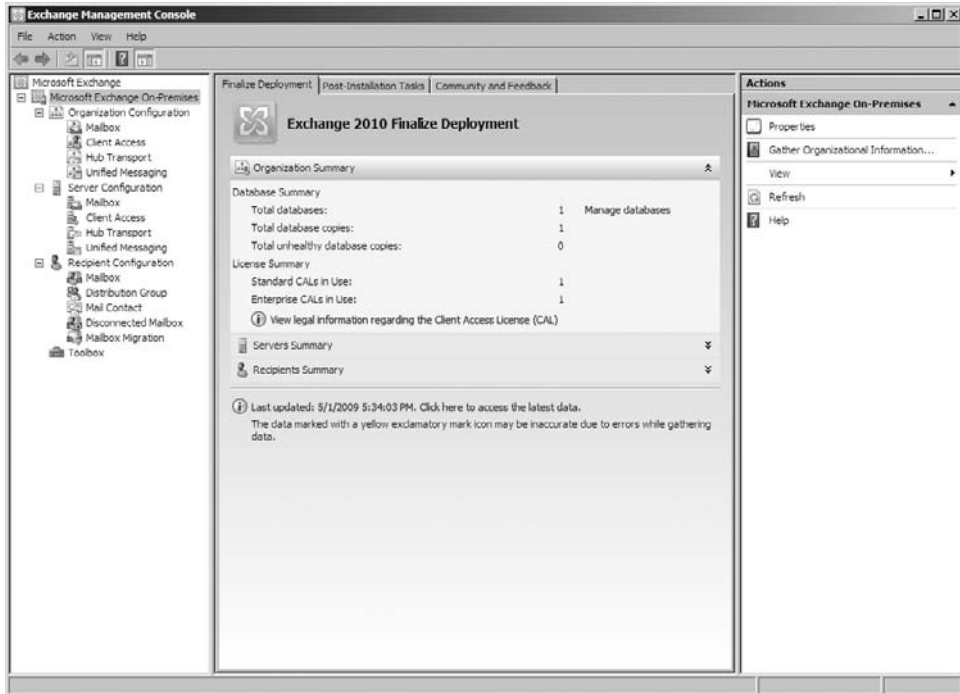 Exchange Management Console
File Action View Help
Microsoft Exchange
Microsoft Exchange On-Premises
Organization Configuration
Mailbox
Client Access
Hub Transport
Unified Messaging
Server Configuration
Mailbox
Client Access
Hub Transport
Unified Messaging
Recipient Configuration
Mailbox
Distribution Group
Mail Contact
Disconnected Mailbox
Mailbox Migration
Toolbox
Finalize Deployment Post-Installation Tasks Community and Feedback
Exchange 2010 Finalize Deployment
Organization Summary
Database Summary
Total databases: 1 Manage databases
Total database copies: 1
Total unhealthy database copies: 0
License Summary
Standard CALs in Use: 1
Enterprise CALs in Use: 1
View legal information regarding the Client Access License (CAL)
Servers Summary
Recipients Summary
Last updated: 5/1/2009 5:34:03 PM. Click here to access the latest data.
The data marked with a yellow exclamatory mark icon may be inaccurate due to errors while gathering
data.
Actions
Microsoft Exchange On-Premises
Properties
Gather Organizational Information...
View
Refresh
Help